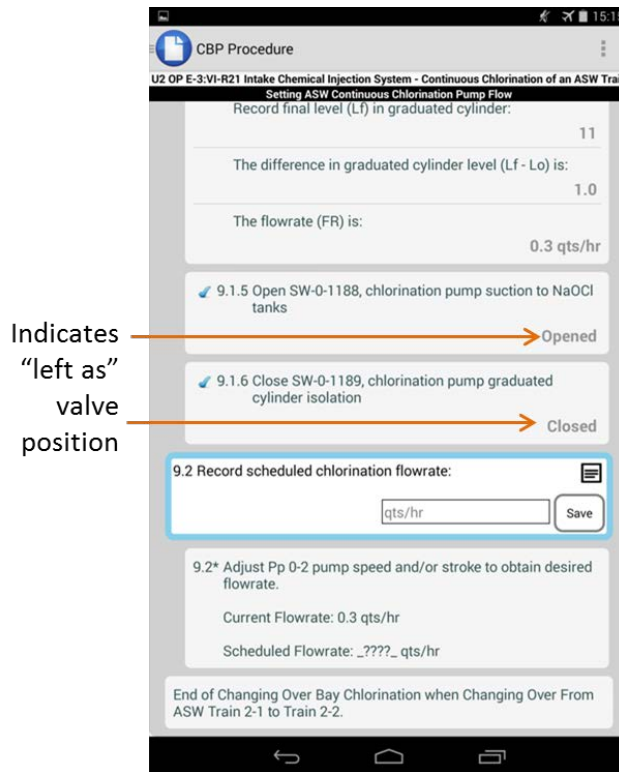 15:15
CBP Procedure
U2 OP E-3:VI-R21 Intake Chemical Injection System - Continuous Chlorination of an ASW Trai
Setting ASW Continuous Chlorination Pump Flow
Record final level (Lf) in graduated cylinder:
11
The difference in graduated cylinder level (Lf - Lo) is:
1.0
The flowrate (FR) is:
0.3 qts/hr
9.1.5 Open SW-0-1188, chlorination pump suction to NaOCl
tanks
Opened
9.1.6 Close SW-0-1189, chlorination pump graduated
cylinder isolation
Closed
Indicates
“left as”
valve
position
9.2 Record scheduled chlorination flowrate:
qts/hr
Save
9.2* Adjust Pp 0-2 pump speed and/or stroke to obtain desired
flowrate.
Current Flowrate: 0.3 qts/hr
Scheduled Flowrate: _????_ qts/hr
End of Changing Over Bay Chlorination when Changing Over From
ASW Train 2-1 to Train 2-2.